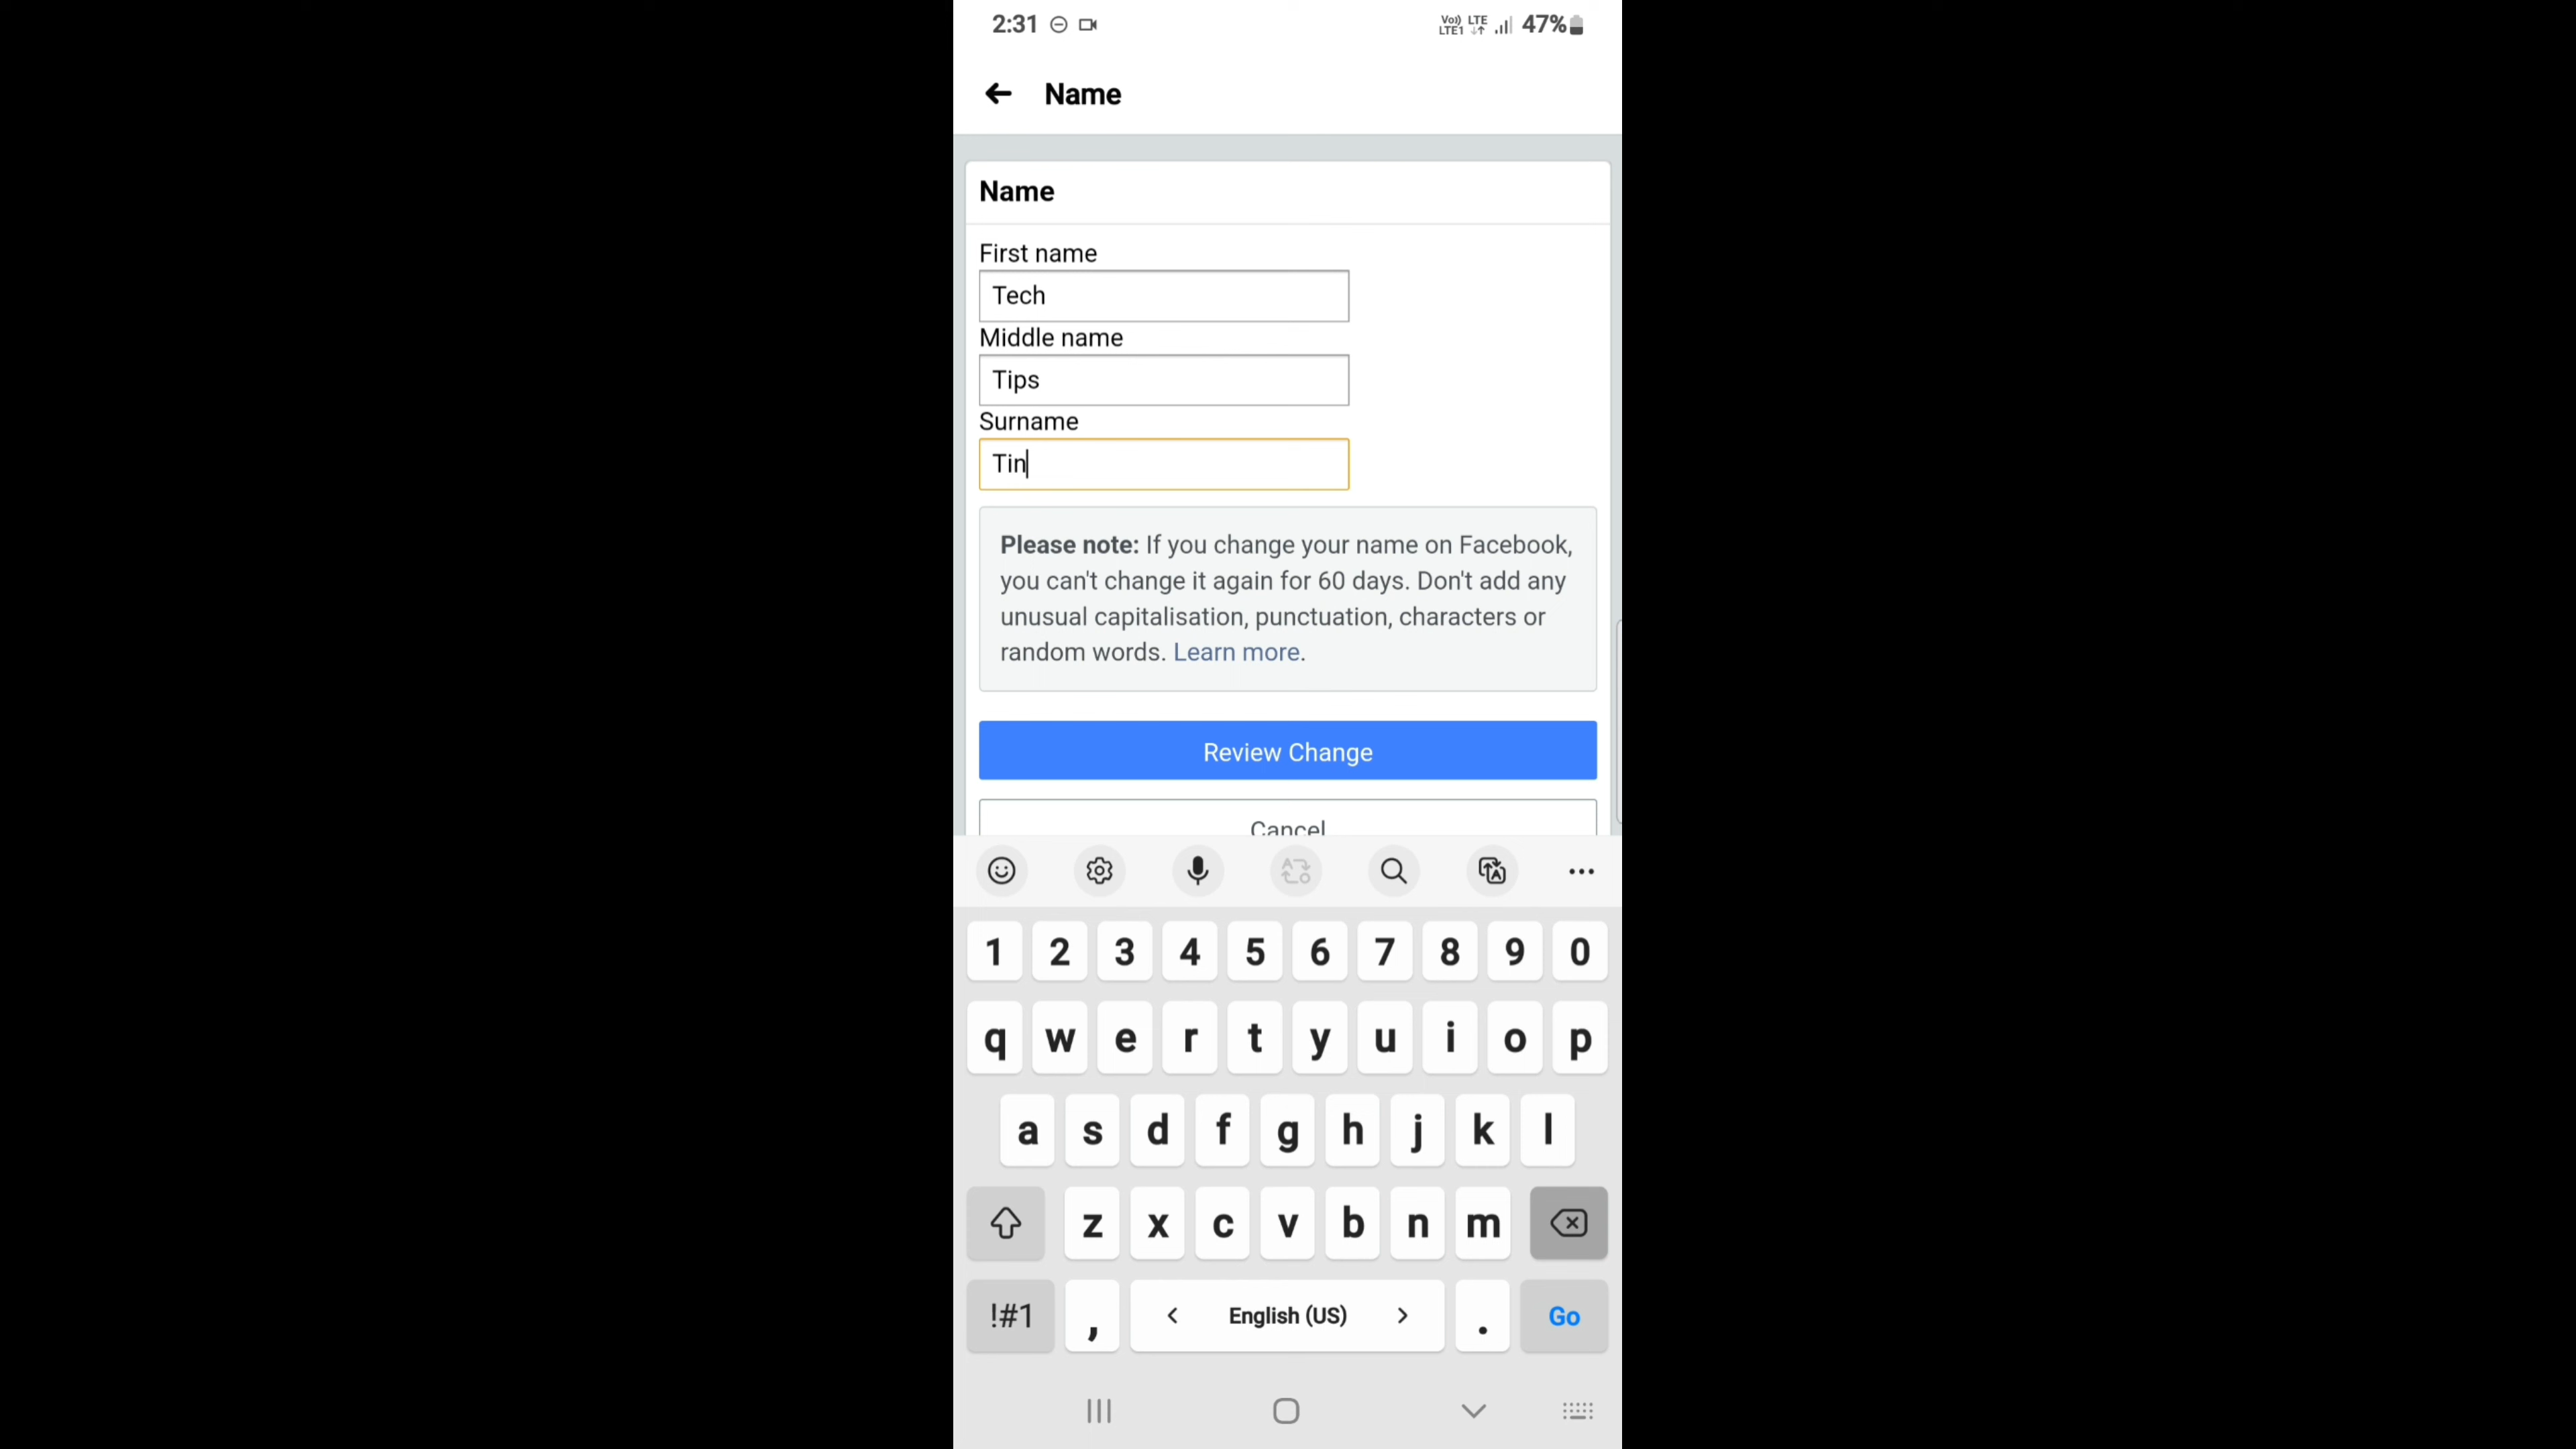 2:31 Vo)) LTE1 LTE 47%
Name
Name
First name
Tech
Middle name
Tips
Surname
Tin
Please note: If you change your name on Facebook,
you can't change it again for 60 days. Don't add any
unusual capitalisation, punctuation, characters or
random words. Learn more.
Review Change
Cancel
1 2 3 4 5 6 7 8 9 0
q w e r t y u i o p
a s d f g h j k l
z x c v b n m
!#1 , < English (US) > . Go